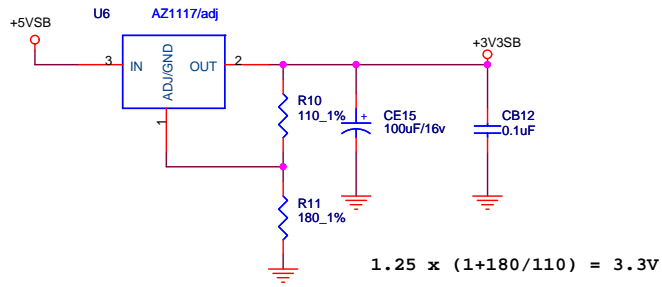 U6 AZ1117/adj
+5VSB
+3V3SB
3 IN OUT 2
ADJ/GND
1
R10
110_1%
+
CE15
100uF/16v
CB12
0.1uF
R11
180_1%
1.25 x (1+180/110) = 3.3V